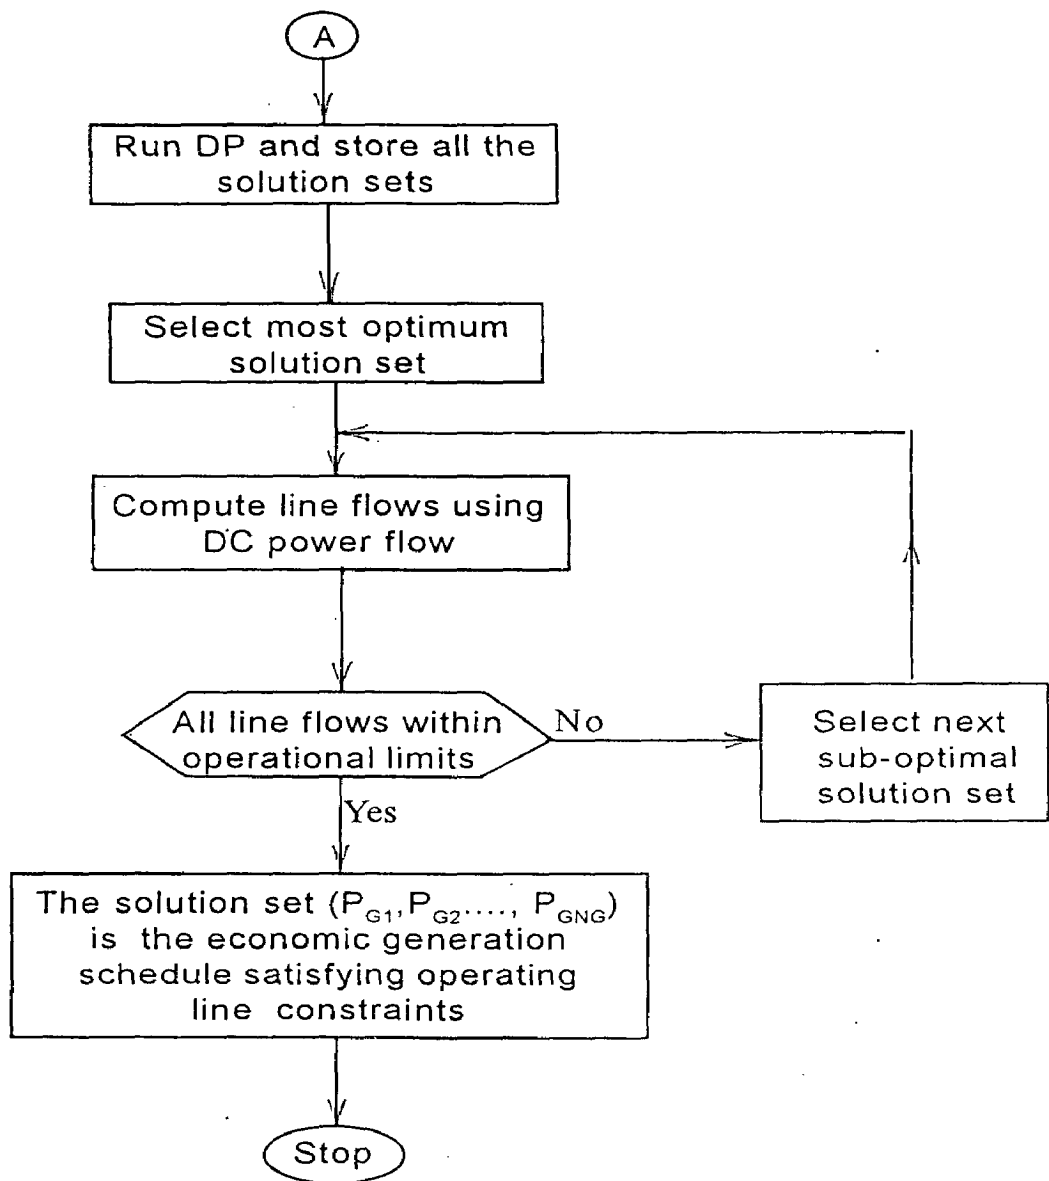 A
Run DP and store all the
solution sets
Select most optimum
solution set
Compute line flows using
DC power flow
All line flows within
operational limits
No
Select next
sub-optimal
solution set
Yes
The solution set (P_G1,P_G2...., P_GNG)
is the economic generation
schedule satisfying operating
line constraints
Stop